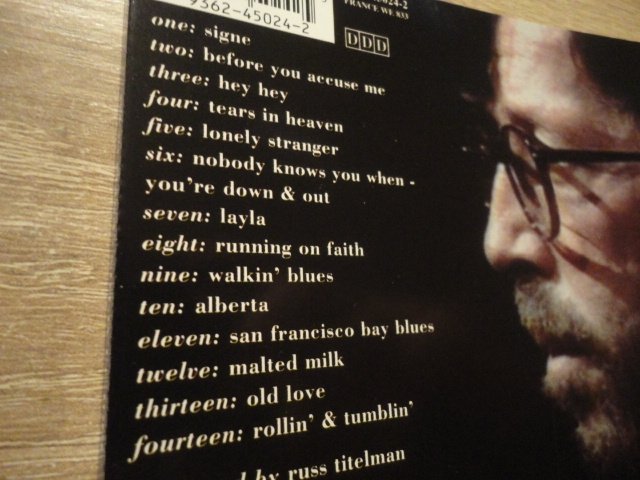 9362-45024-2
FRANCE WE 833
DDD
one: signe
two: before you accuse me
three: hey hey
four: tears in heaven
five: lonely stranger
six: nobody knows you when -
you're down & out
seven: layla
eight: running on faith
nine: walkin' blues
ten: alberta
eleven: san francisco bay blues
twelve: malted milk
thirteen: old love
fourteen: rollin' & tumblin'
by russ titelman